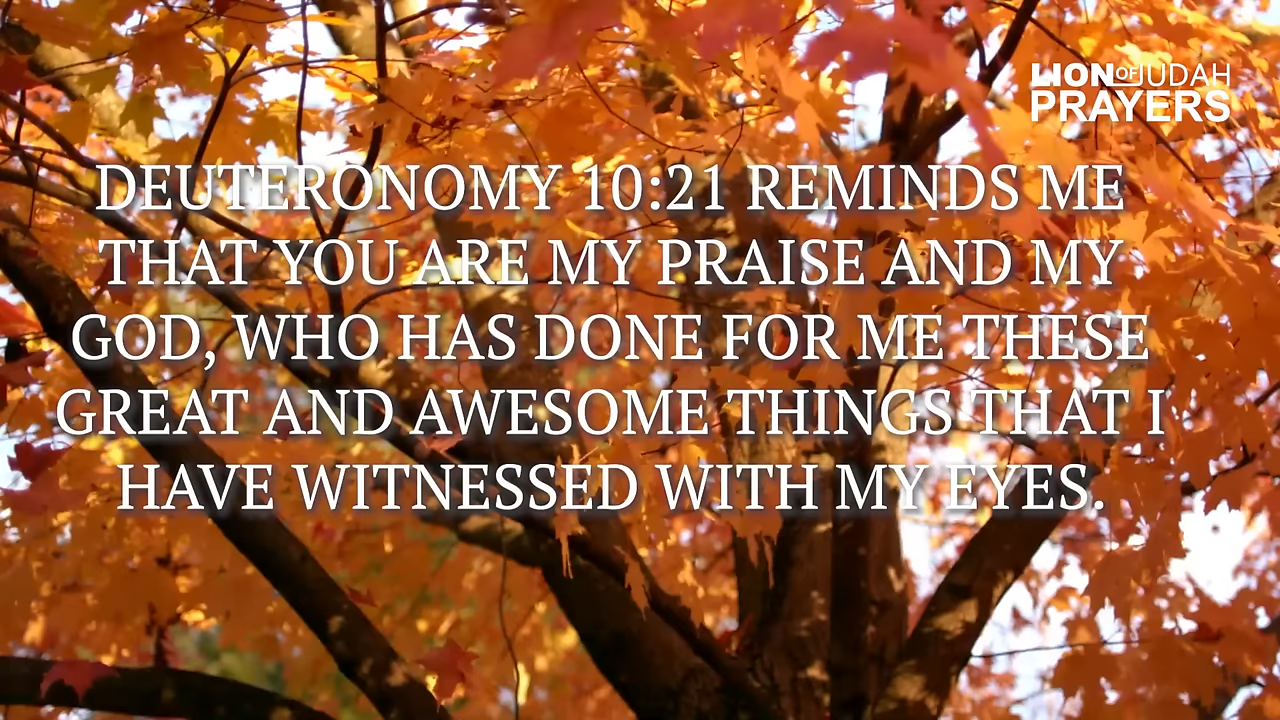 LION OF JUDAH
PRAYERS
DEUTERONOMY 10:21 REMINDS ME
THAT YOU ARE MY PRAISE AND MY
GOD, WHO HAS DONE FOR ME THESE
GREAT AND AWESOME THINGS THAT I
HAVE WITNESSED WITH MY EYES.